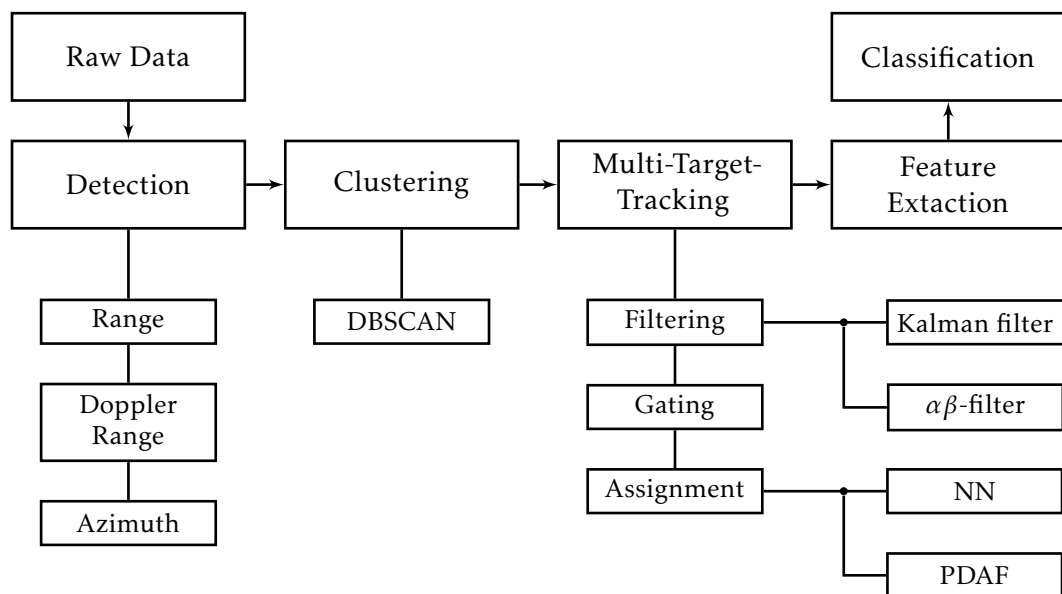 Raw Data
Classification
Detection
Clustering
Multi-Target-
Tracking
Feature
Extaction
Range
DBSCAN
Filtering
Kalman filter
Doppler
Range
Gating
αβ-filter
Azimuth
Assignment
NN
PDAF